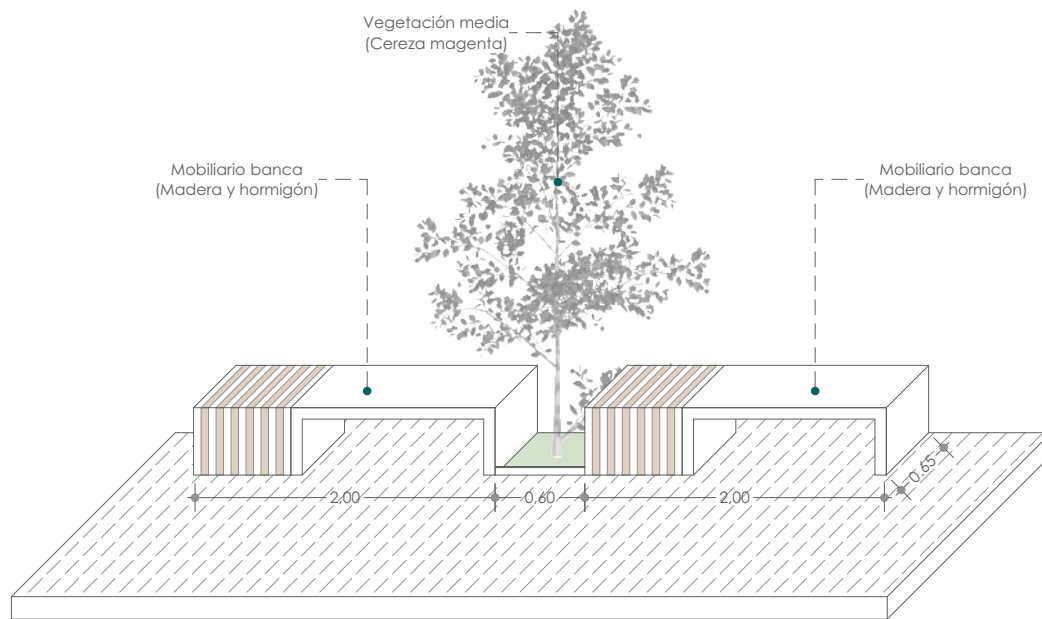 Vegetación media
(Cereza magenta)
Mobiliario banca
(Madera y hormigón)
Mobiliario banca
(Madera y hormigón)
2,00
0,60
2,00
0.65